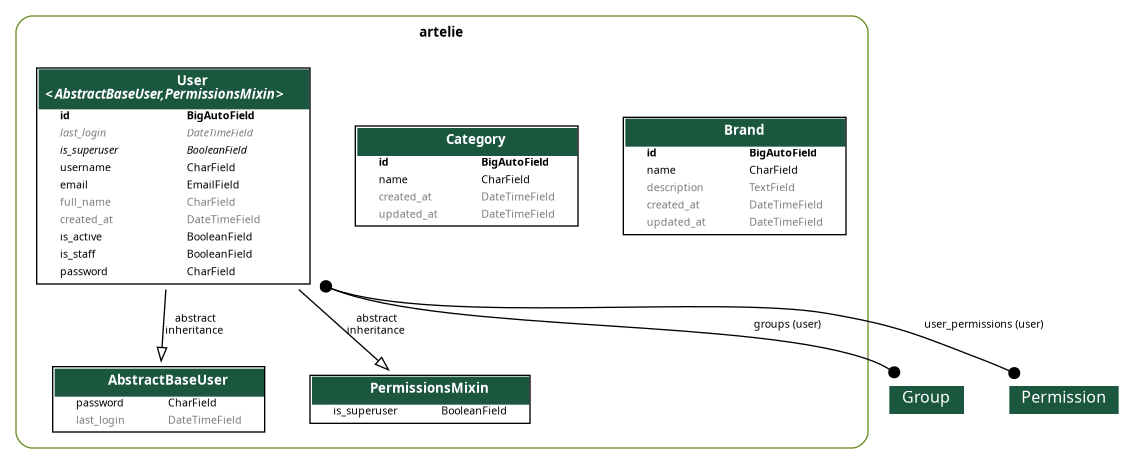 artelie
User
<AbstractBaseUser,PermissionsMixin>
id BigAutoField
last_login DateTimeField
is_superuser BooleanField
username CharField
email EmailField
full_name CharField
created_at DateTimeField
is_active BooleanField
is_staff BooleanField
password CharField
Category
id BigAutoField
name CharField
created_at DateTimeField
updated_at DateTimeField
Brand
id BigAutoField
name CharField
description TextField
created_at DateTimeField
updated_at DateTimeField
abstract
inheritance
abstract
inheritance
groups (user)
user_permissions (user)
AbstractBaseUser
password CharField
last_login DateTimeField
PermissionsMixin
is_superuser BooleanField
Group
Permission